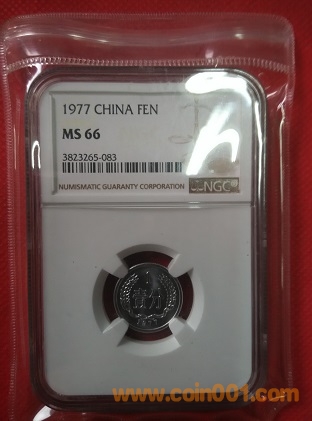 1977 CHINA FEN
MS 66
3823265-083
NUMISMATIC GUARANTY CORPORATION
NGC
www.coin001.com